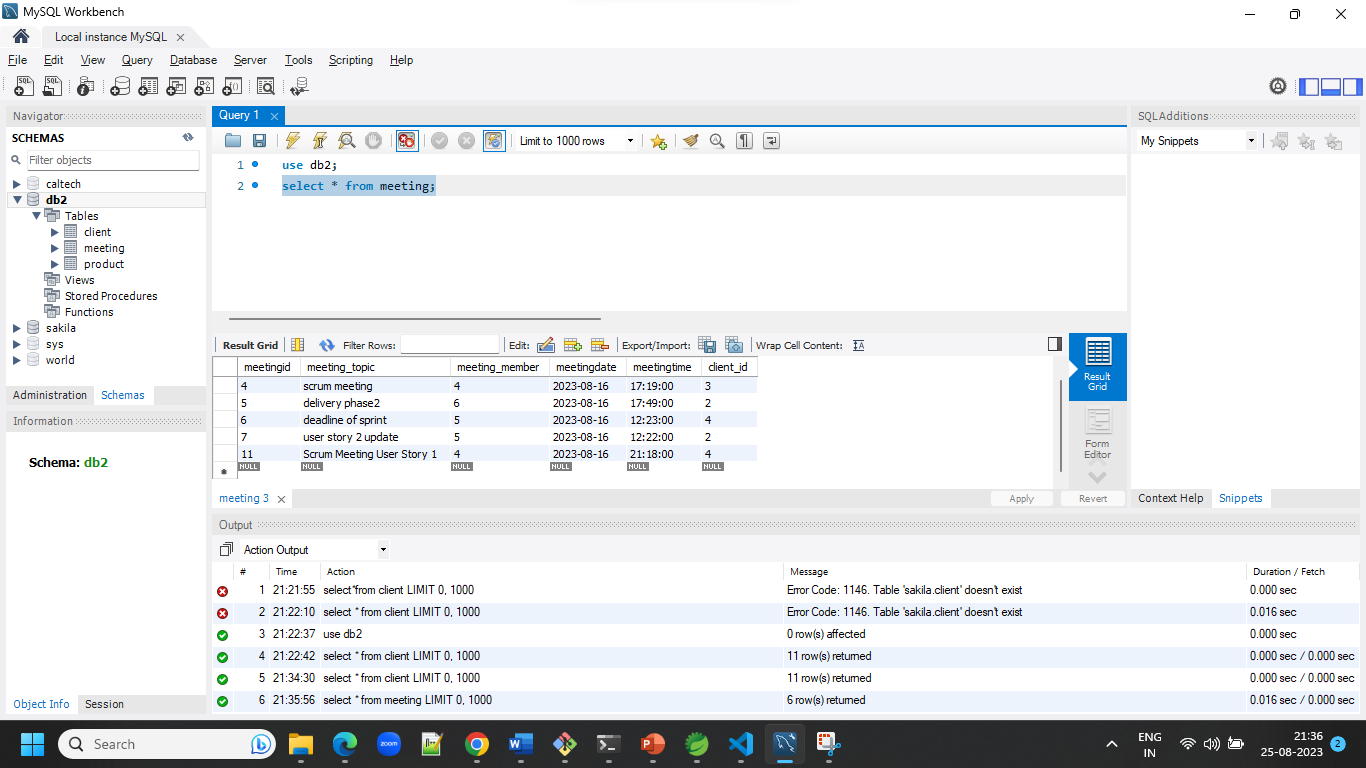 MySQL Workbench
Local instance MySQL
File Edit View Query Database Server Tools Scripting Help
Navigator
SCHEMAS
Filter objects
caltech
db2
Tables
client
meeting
product
Views
Stored Procedures
Functions
sakila
sys
world
Administration Schemas
Information
Schema: db2
Object Info Session
Query 1
Limit to 1000 rows
1 use db2;
2 select * from meeting;
Result Grid Filter Rows: Edit: Export/Import: Wrap Cell Content:
meetingid meeting_topic meeting_member meetingdate meetingtime client_id
4 scrum meeting 4 2023-08-16 17:19:00 3
5 delivery phase2 6 2023-08-16 17:49:00 2
6 deadline of sprint 5 2023-08-16 12:23:00 4
7 user story 2 update 5 2023-08-16 12:22:00 2
11 Scrum Meeting User Story 1 4 2023-08-16 21:18:00 4
NULL NULL NULL NULL NULL NULL
Result
Grid
Form
Editor
meeting 3 Apply Revert
SQLAdditions
My Snippets
Context Help Snippets
Output
Action Output
# Time Action Message Duration / Fetch
1 21:21:55 select*from client LIMIT 0, 1000 Error Code: 1146. Table 'sakila.client' doesn't exist 0.000 sec
2 21:22:10 select * from client LIMIT 0, 1000 Error Code: 1146. Table 'sakila.client' doesn't exist 0.016 sec
3 21:22:37 use db2 0 row(s) affected 0.000 sec
4 21:22:42 select * from client LIMIT 0, 1000 11 row(s) returned 0.000 sec / 0.000 sec
5 21:34:30 select * from client LIMIT 0, 1000 11 row(s) returned 0.000 sec / 0.000 sec
6 21:35:56 select * from meeting LIMIT 0, 1000 6 row(s) returned 0.016 sec / 0.000 sec
Search
zoom
ENG
IN
21:36
25-08-2023
2